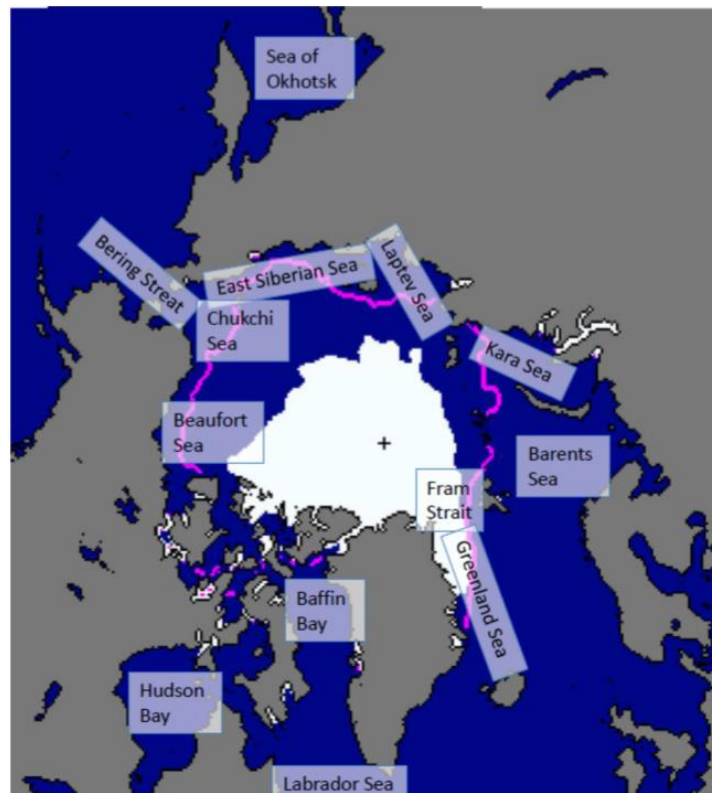 Sea of
Okhotsk
Bering Streat
East Siberian Sea
Laptev Sea
Chukchi
Sea
Kara Sea
Beaufort
Sea
Barents
Sea
Fram
Strait
Greenland Sea
Baffin
Bay
Hudson
Bay
Labrador Sea